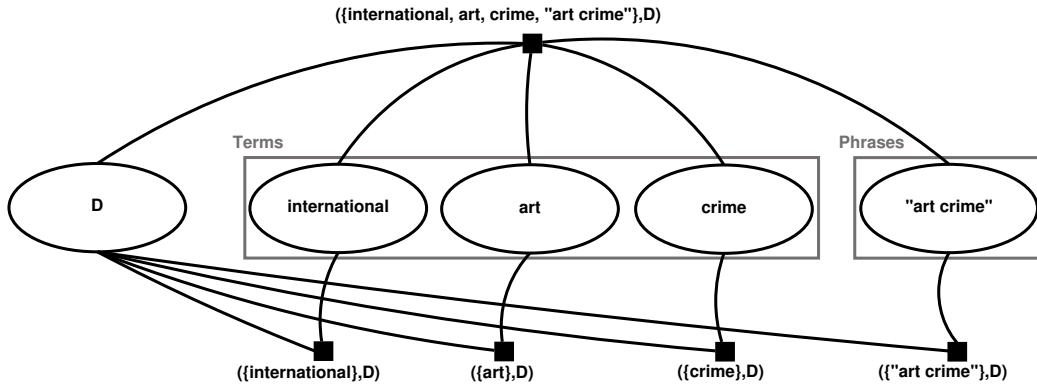 ({international, art, crime, "art crime"},D)
Terms
Phrases
D
international
art
crime
"art crime"
({international},D)
({art},D)
({crime},D)
({"art crime"},D)